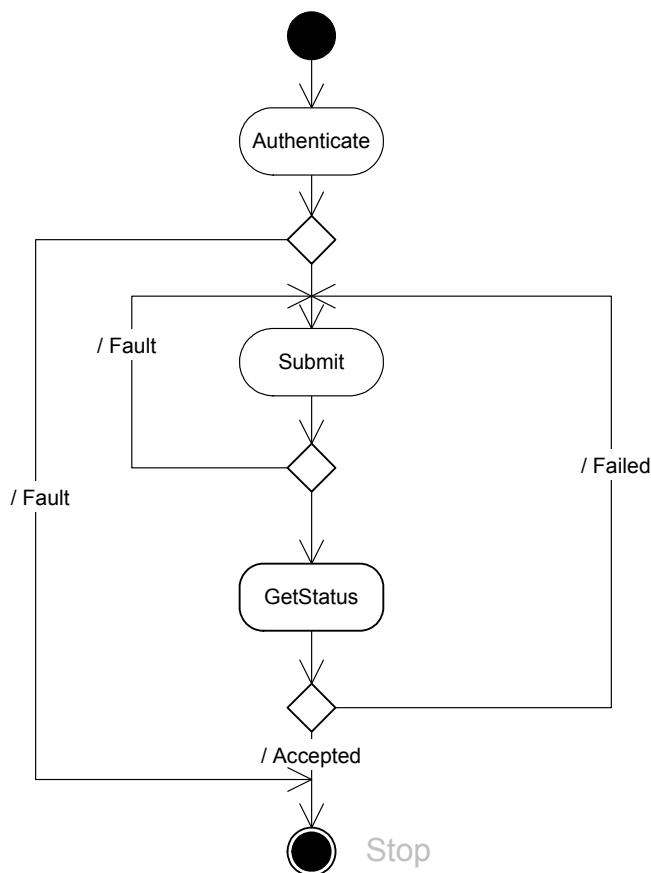 Authenticate
/ Fault
Submit
/ Failed
/ Fault
GetStatus
/ Accepted
Stop